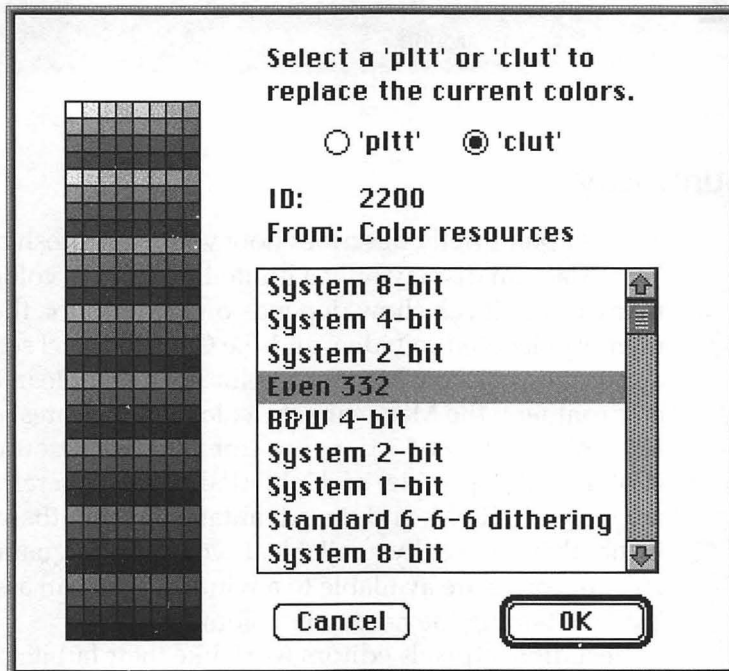 Select a 'pltt' or 'clut' to
replace the current colors.
'pltt' 'clut'
ID: 2200
From: Color resources
System 8-bit
System 4-bit
System 2-bit
Even 332
B&W 4-bit
System 2-bit
System 1-bit
Standard 6-6-6 dithering
System 8-bit
Cancel OK